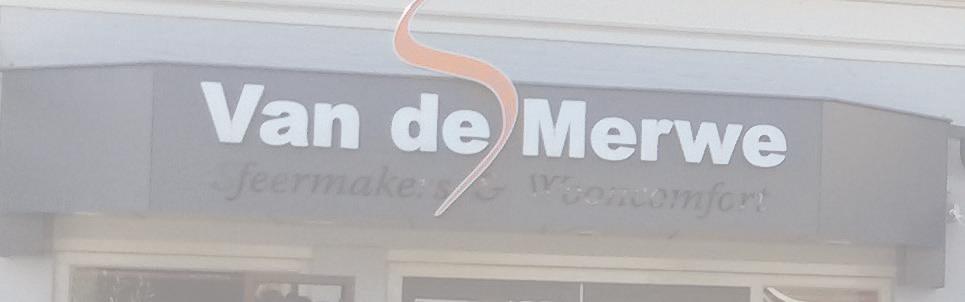 Van de Merwe
Sfeermakers & Wooncomfort